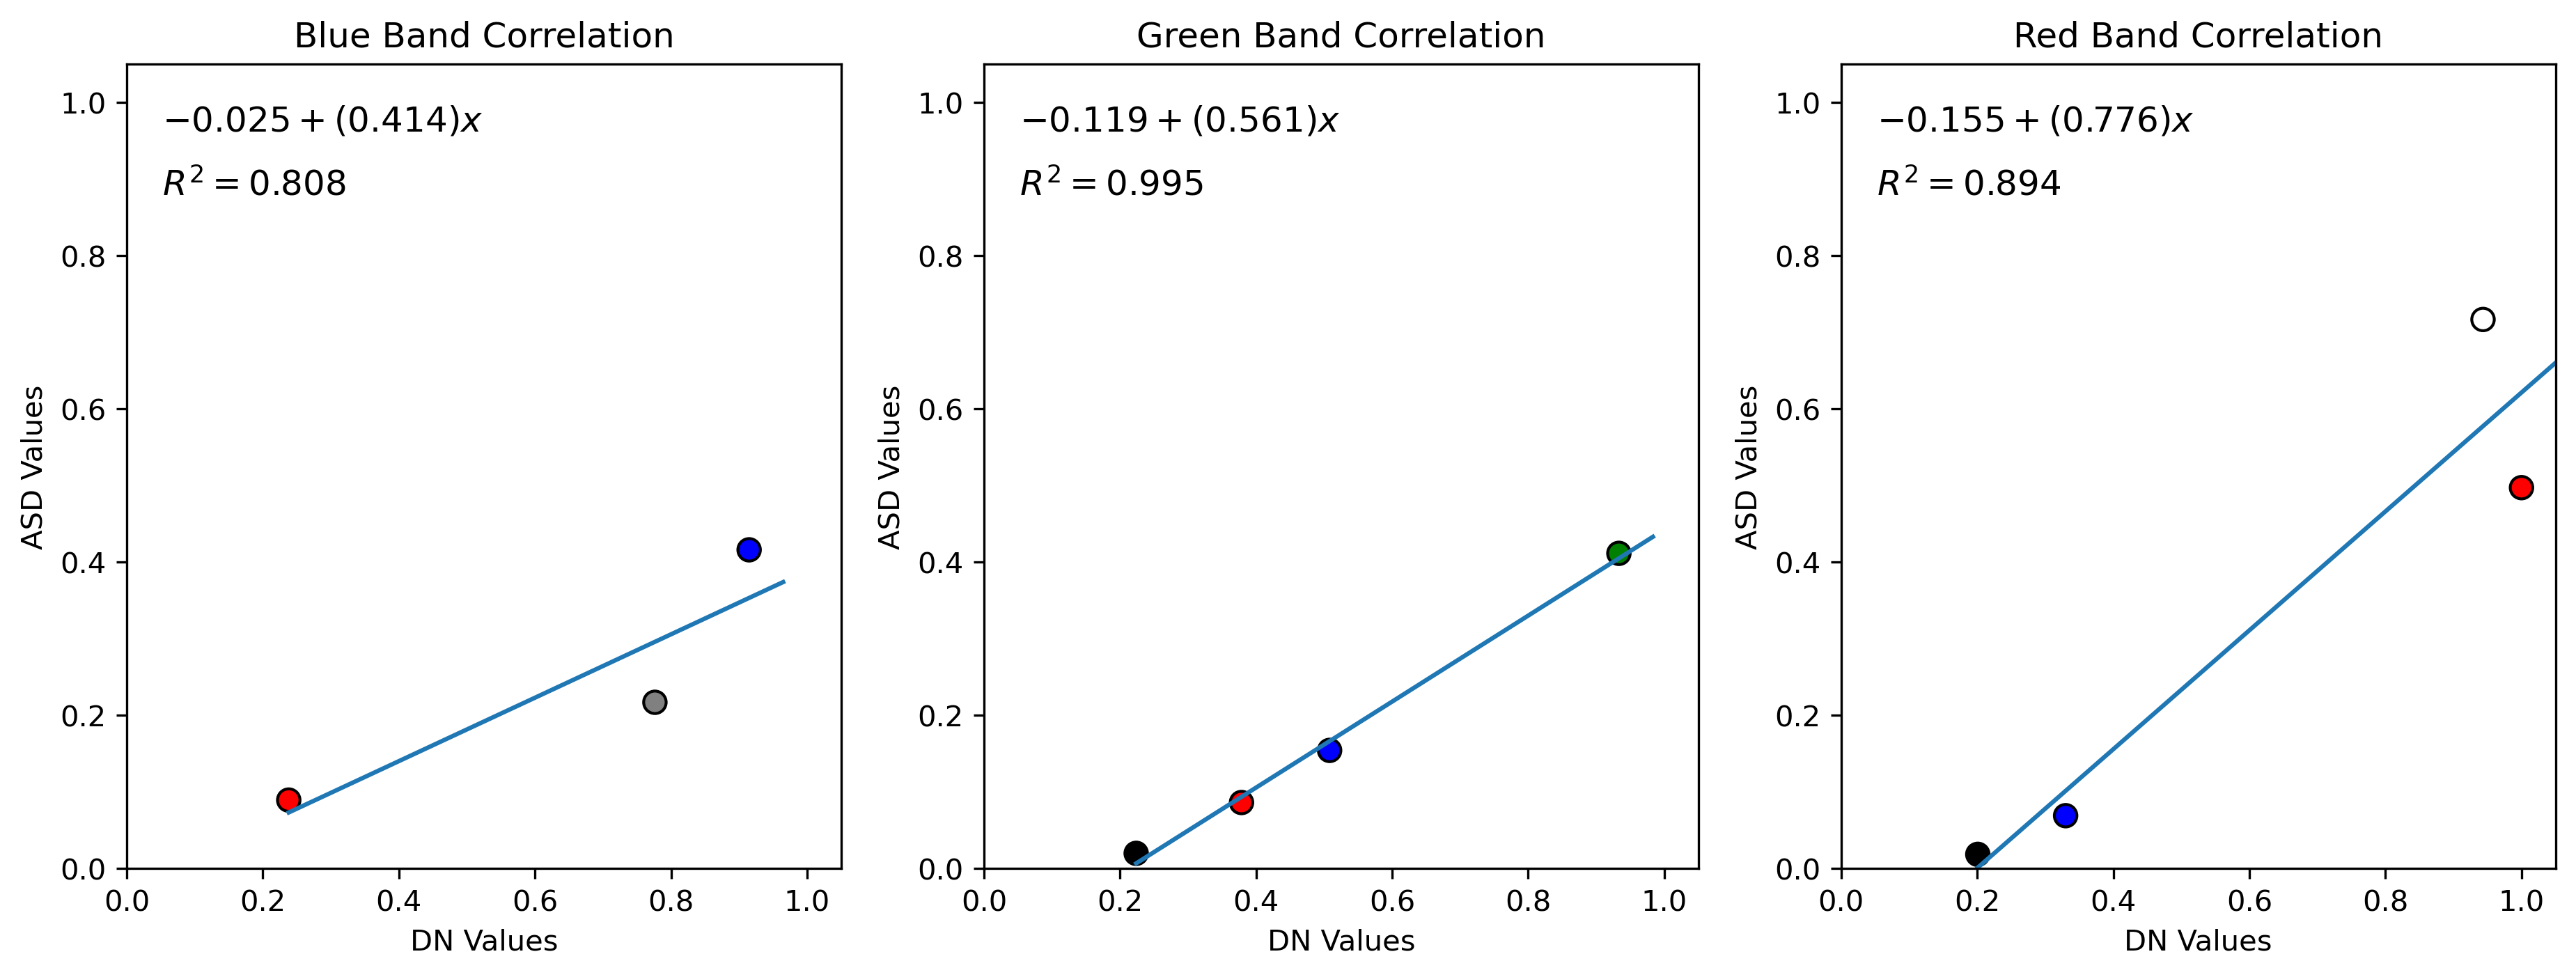 Blue Band Correlation
−0.025 + (0.414)x
R² = 0.808
1.0
0.8
0.6
0.4
0.2
0.0
0.0 0.2 0.4 0.6 0.8 1.0
ASD Values
DN Values
Green Band Correlation
−0.119 + (0.561)x
R² = 0.995
1.0
0.8
0.6
0.4
0.2
0.0
0.0 0.2 0.4 0.6 0.8 1.0
ASD Values
DN Values
Red Band Correlation
−0.155 + (0.776)x
R² = 0.894
1.0
0.8
0.6
0.4
0.2
0.0
0.0 0.2 0.4 0.6 0.8 1.0
ASD Values
DN Values